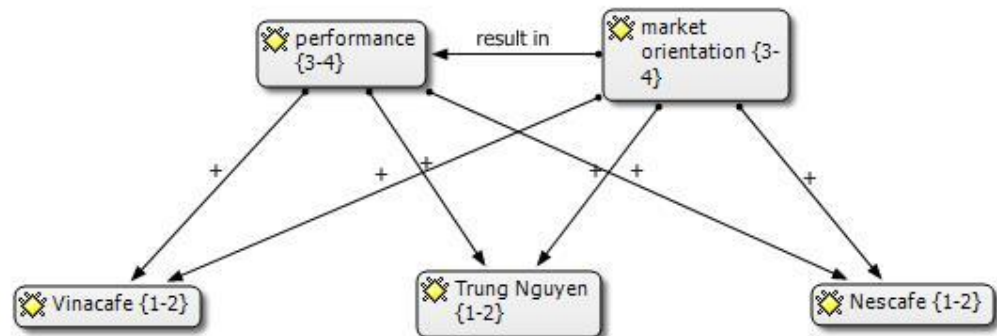 performance
{3-4}
result in
market
orientation {3-
4}
+
+
+
+
+
+
Vinacafe {1-2}
Trung Nguyen
{1-2}
Nescafe {1-2}